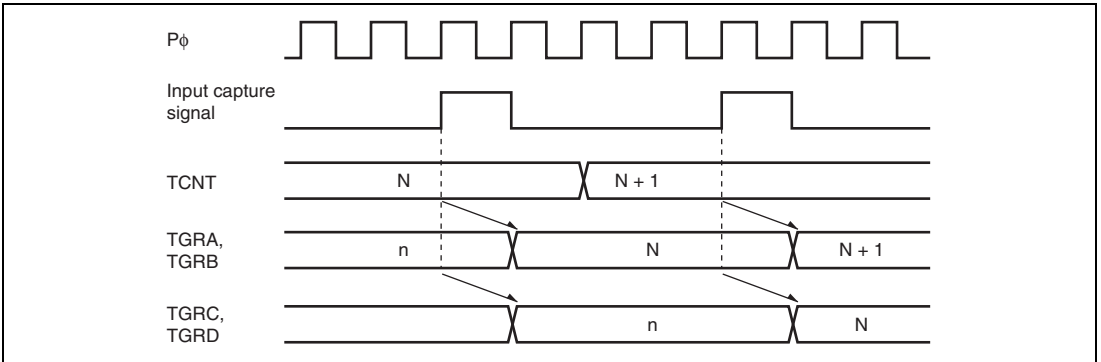 Pϕ
Input capture
signal
TCNT
N
N + 1
TGRA,
TGRB
n
N
N + 1
TGRC,
TGRD
n
N